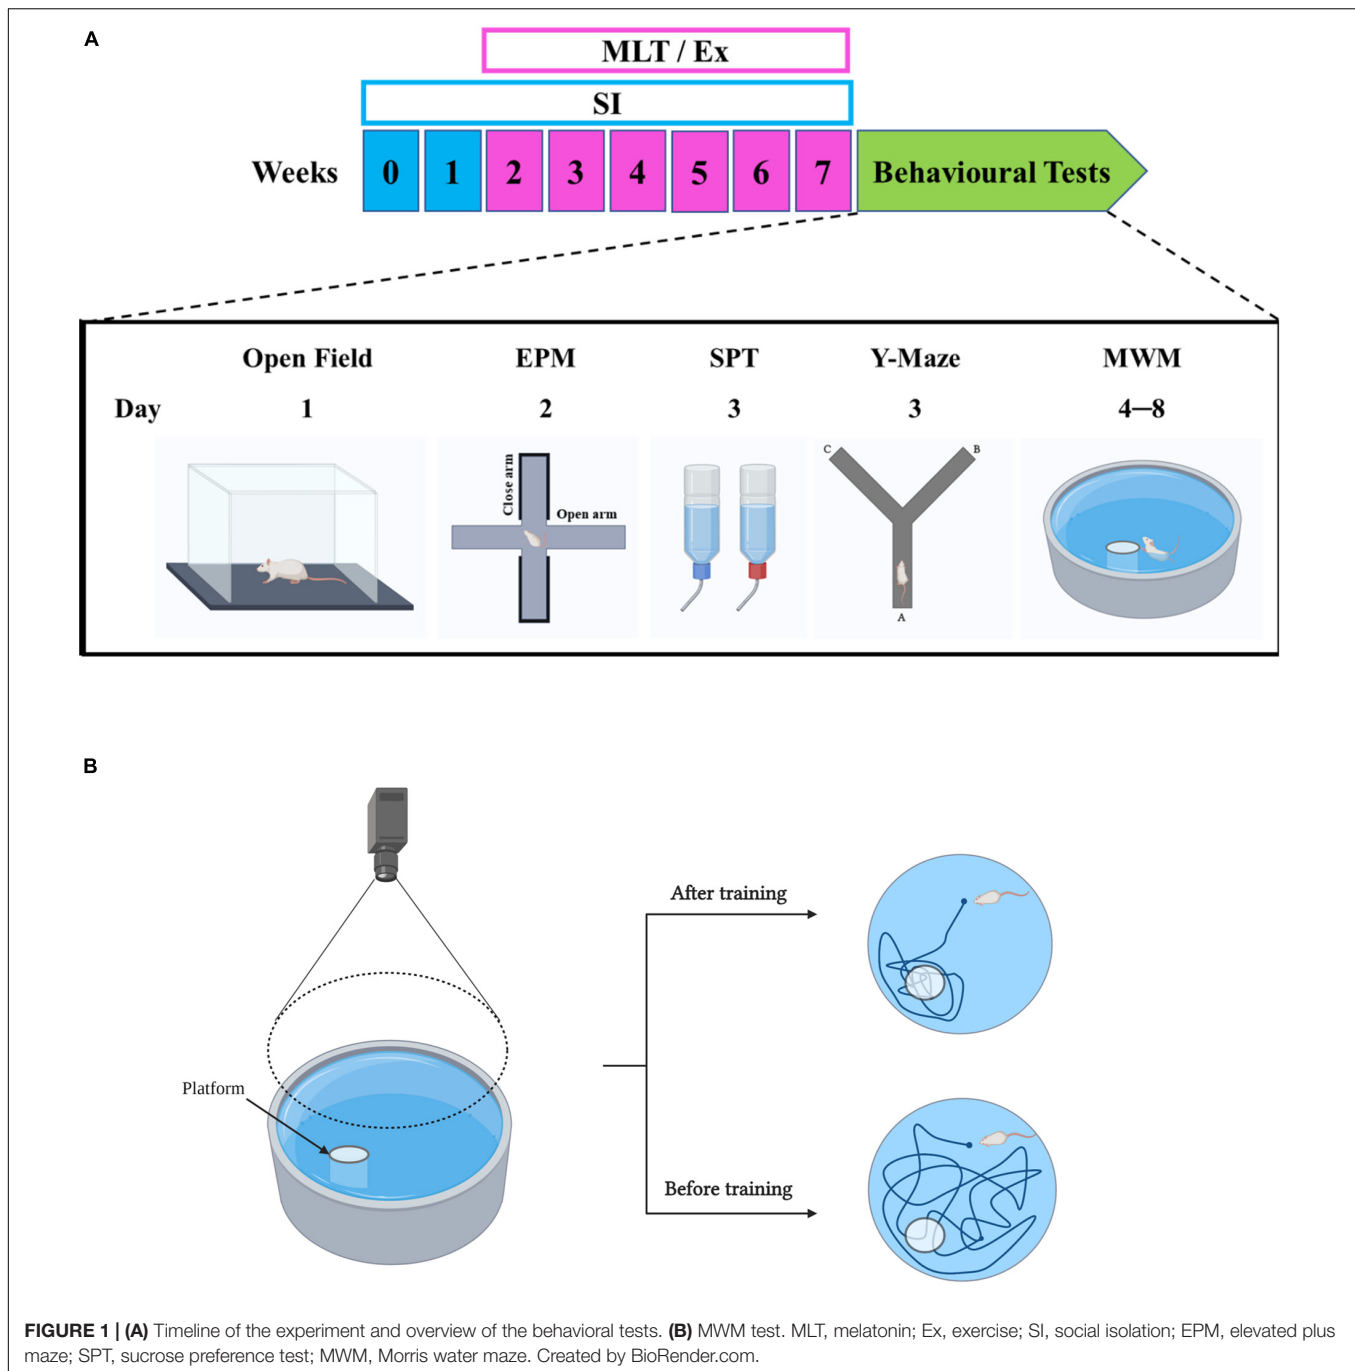 A
MLT / Ex
SI
Weeks 0 1 2 3 4 5 6 7 Behavioural Tests
Open Field EPM SPT Y-Maze MWM
Day 1 2 3 3 4—8
Close arm
Open arm
C
B
A
B
After training
Platform
Before training
FIGURE 1 | (A) Timeline of the experiment and overview of the behavioral tests. (B) MWM test. MLT, melatonin; Ex, exercise; SI, social isolation; EPM, elevated plus
maze; SPT, sucrose preference test; MWM, Morris water maze. Created by BioRender.com.